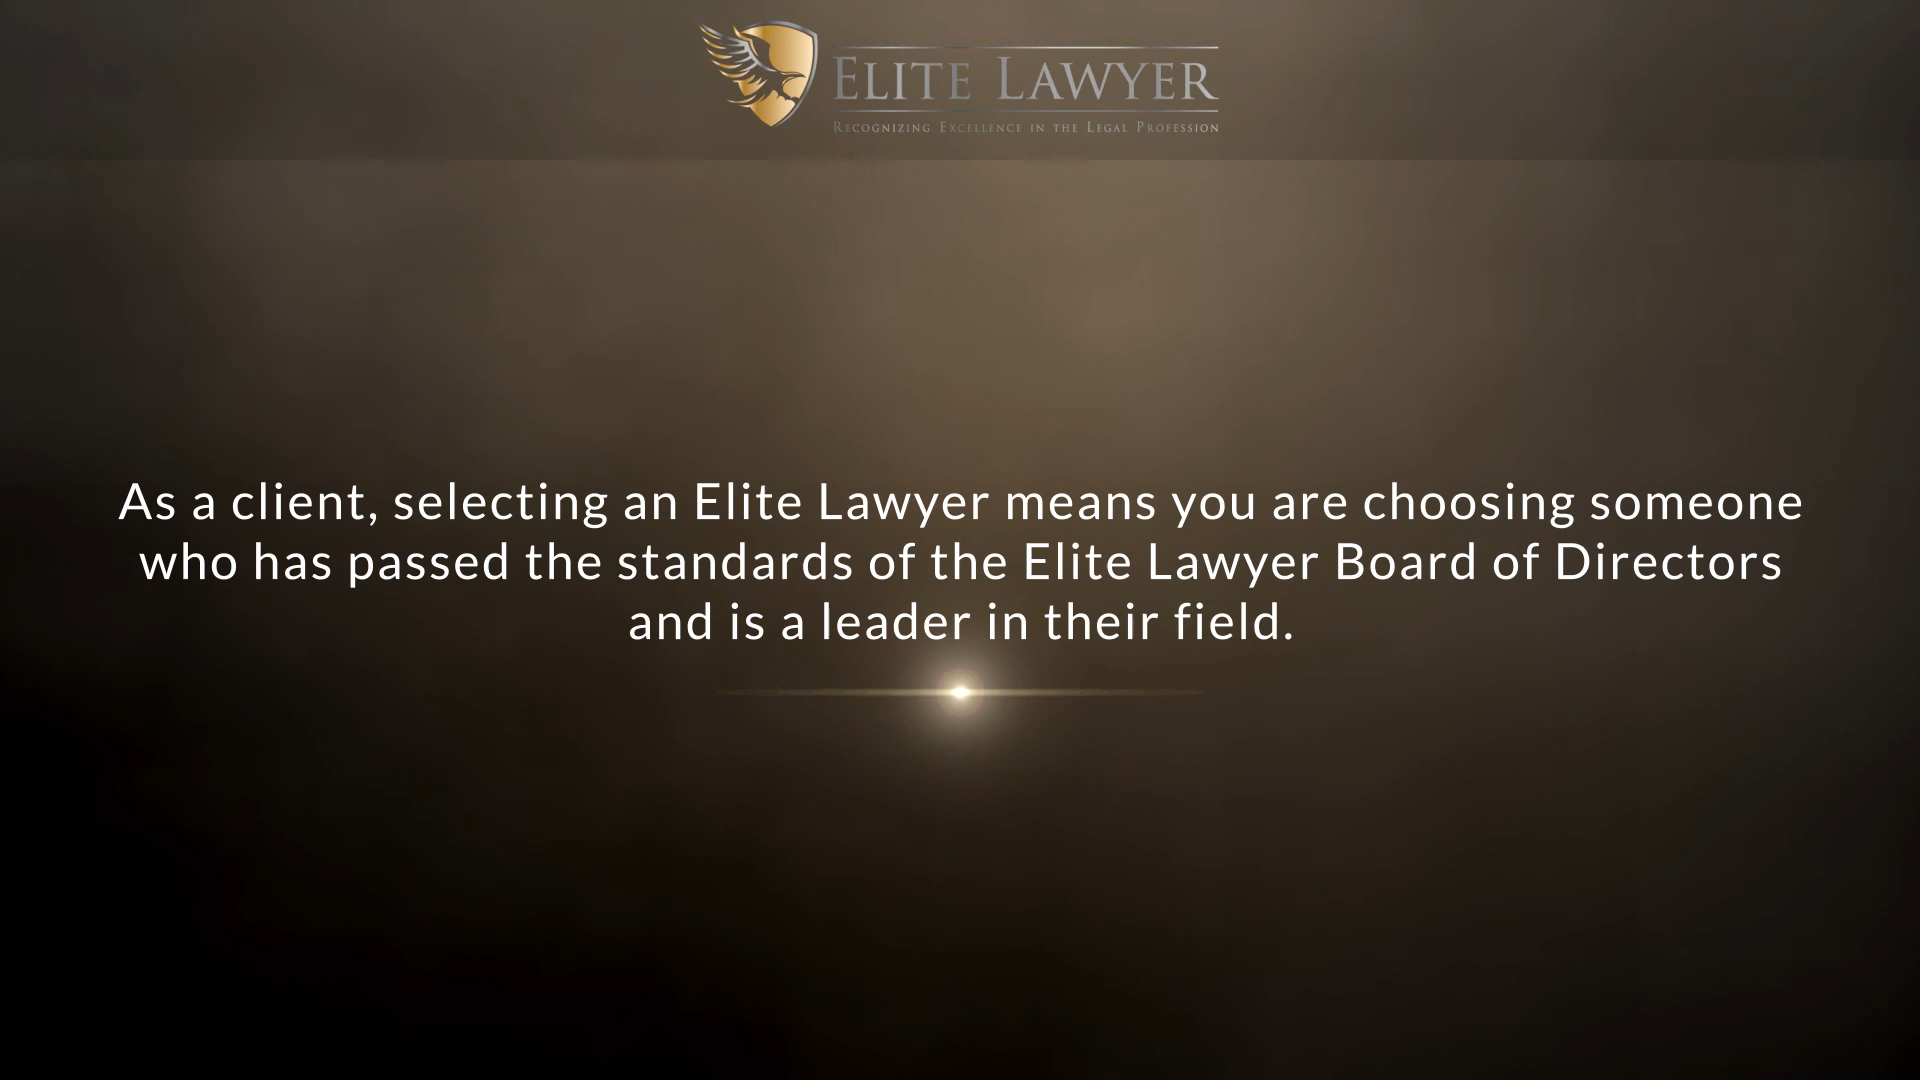 ELITE LAWYER
RECOGNIZING EXCELLENCE IN THE LEGAL PROFESSION
As a client, selecting an Elite Lawyer means you are choosing someone
who has passed the standards of the Elite Lawyer Board of Directors
and is a leader in their field.